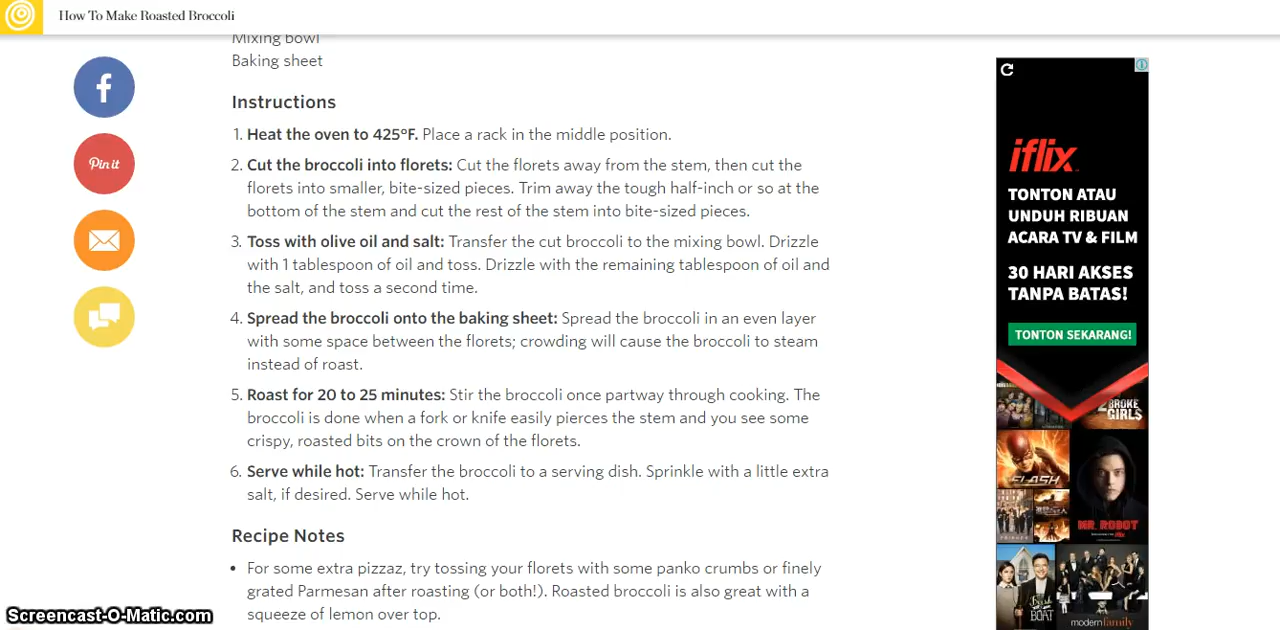 How To Make Roasted Broccoli
Mixing bowl
Baking sheet
Instructions
1. Heat the oven to 425°F. Place a rack in the middle position.
2. Cut the broccoli into florets: Cut the florets away from the stem, then cut the
florets into smaller, bite-sized pieces. Trim away the tough half-inch or so at the
bottom of the stem and cut the rest of the stem into bite-sized pieces.
3. Toss with olive oil and salt: Transfer the cut broccoli to the mixing bowl. Drizzle
with 1 tablespoon of oil and toss. Drizzle with the remaining tablespoon of oil and
the salt, and toss a second time.
4. Spread the broccoli onto the baking sheet: Spread the broccoli in an even layer
with some space between the florets; crowding will cause the broccoli to steam
instead of roast.
5. Roast for 20 to 25 minutes: Stir the broccoli once partway through cooking. The
broccoli is done when a fork or knife easily pierces the stem and you see some
crispy, roasted bits on the crown of the florets.
6. Serve while hot: Transfer the broccoli to a serving dish. Sprinkle with a little extra
salt, if desired. Serve while hot.
Recipe Notes
• For some extra pizzaz, try tossing your florets with some panko crumbs or finely
grated Parmesan after roasting (or both!). Roasted broccoli is also great with a
squeeze of lemon over top.
Pin it
iflix
TONTON ATAU
UNDUH RIBUAN
ACARA TV & FILM
30 HARI AKSES
TANPA BATAS!
TONTON SEKARANG!
2 BROKE
GIRLS
FLASH
MR. ROBOT
FRIENDS
BOAT
modern family
Screencast-O-Matic.com